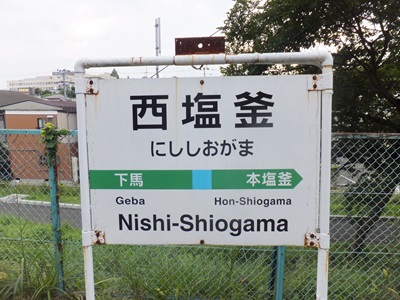 西塩釜
にししおがま
下馬 本塩釜
Geba Hon-Shiogama
Nishi-Shiogama